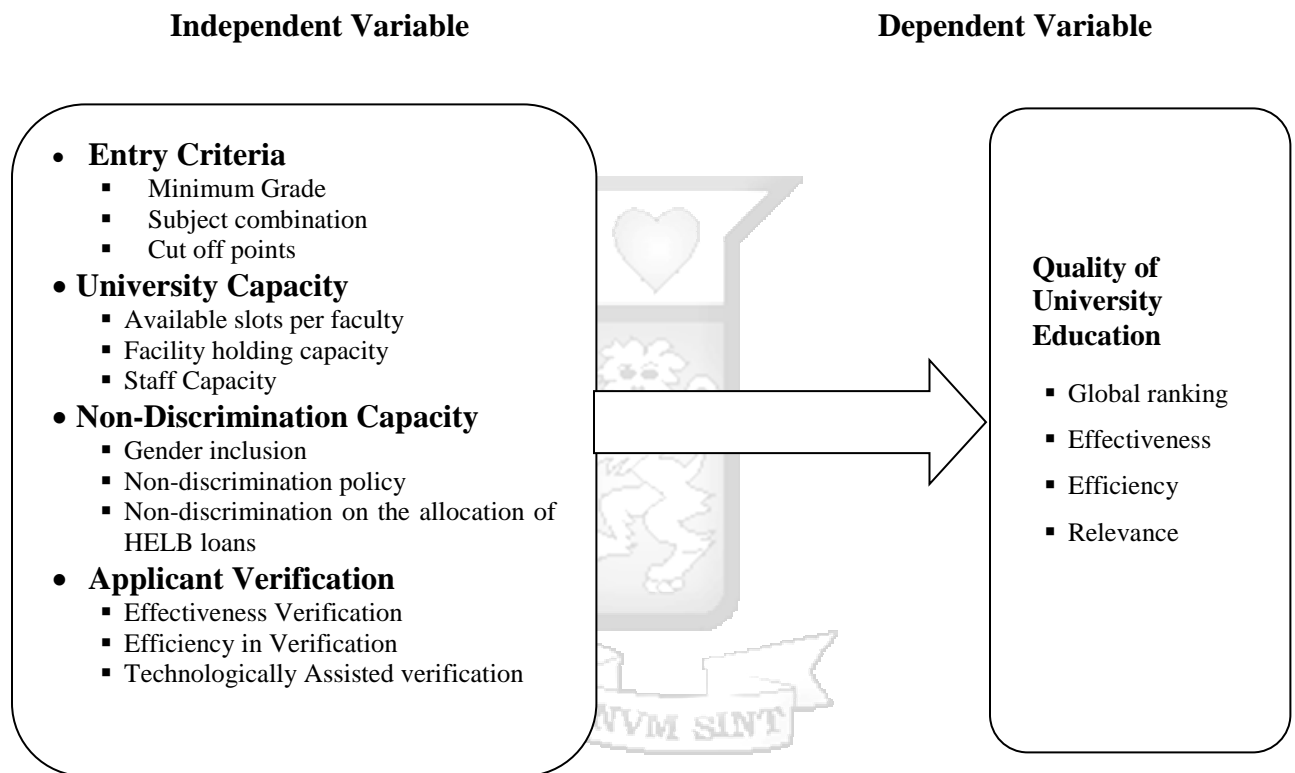 Independent Variable
Dependent Variable
• Entry Criteria
▪ Minimum Grade
▪ Subject combination
▪ Cut off points
• University Capacity
▪ Available slots per faculty
▪ Facility holding capacity
▪ Staff Capacity
• Non-Discrimination Capacity
▪ Gender inclusion
▪ Non-discrimination policy
▪ Non-discrimination on the allocation of
HELB loans
• Applicant Verification
▪ Effectiveness Verification
▪ Efficiency in Verification
▪ Technologically Assisted verification
Quality of
University
Education
▪ Global ranking
▪ Effectiveness
▪ Efficiency
▪ Relevance
SINT